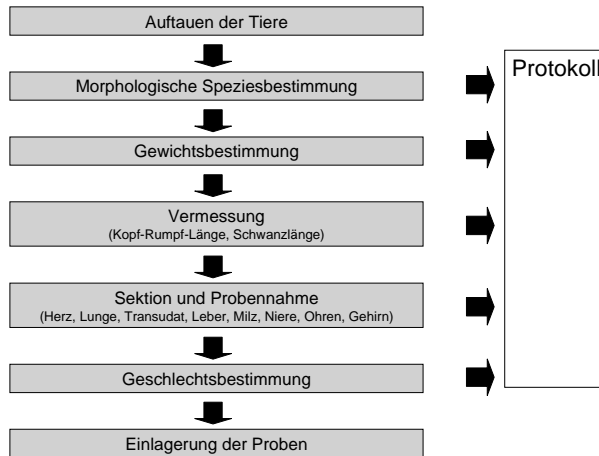 Auftauen der Tiere
Morphologische Speziesbestimmung
Protokoll
Gewichtsbestimmung
Vermessung
(Kopf-Rumpf-Länge, Schwanzlänge)
Sektion und Probennahme
(Herz, Lunge, Transudat, Leber, Milz, Niere, Ohren, Gehirn)
Geschlechtsbestimmung
Einlagerung der Proben